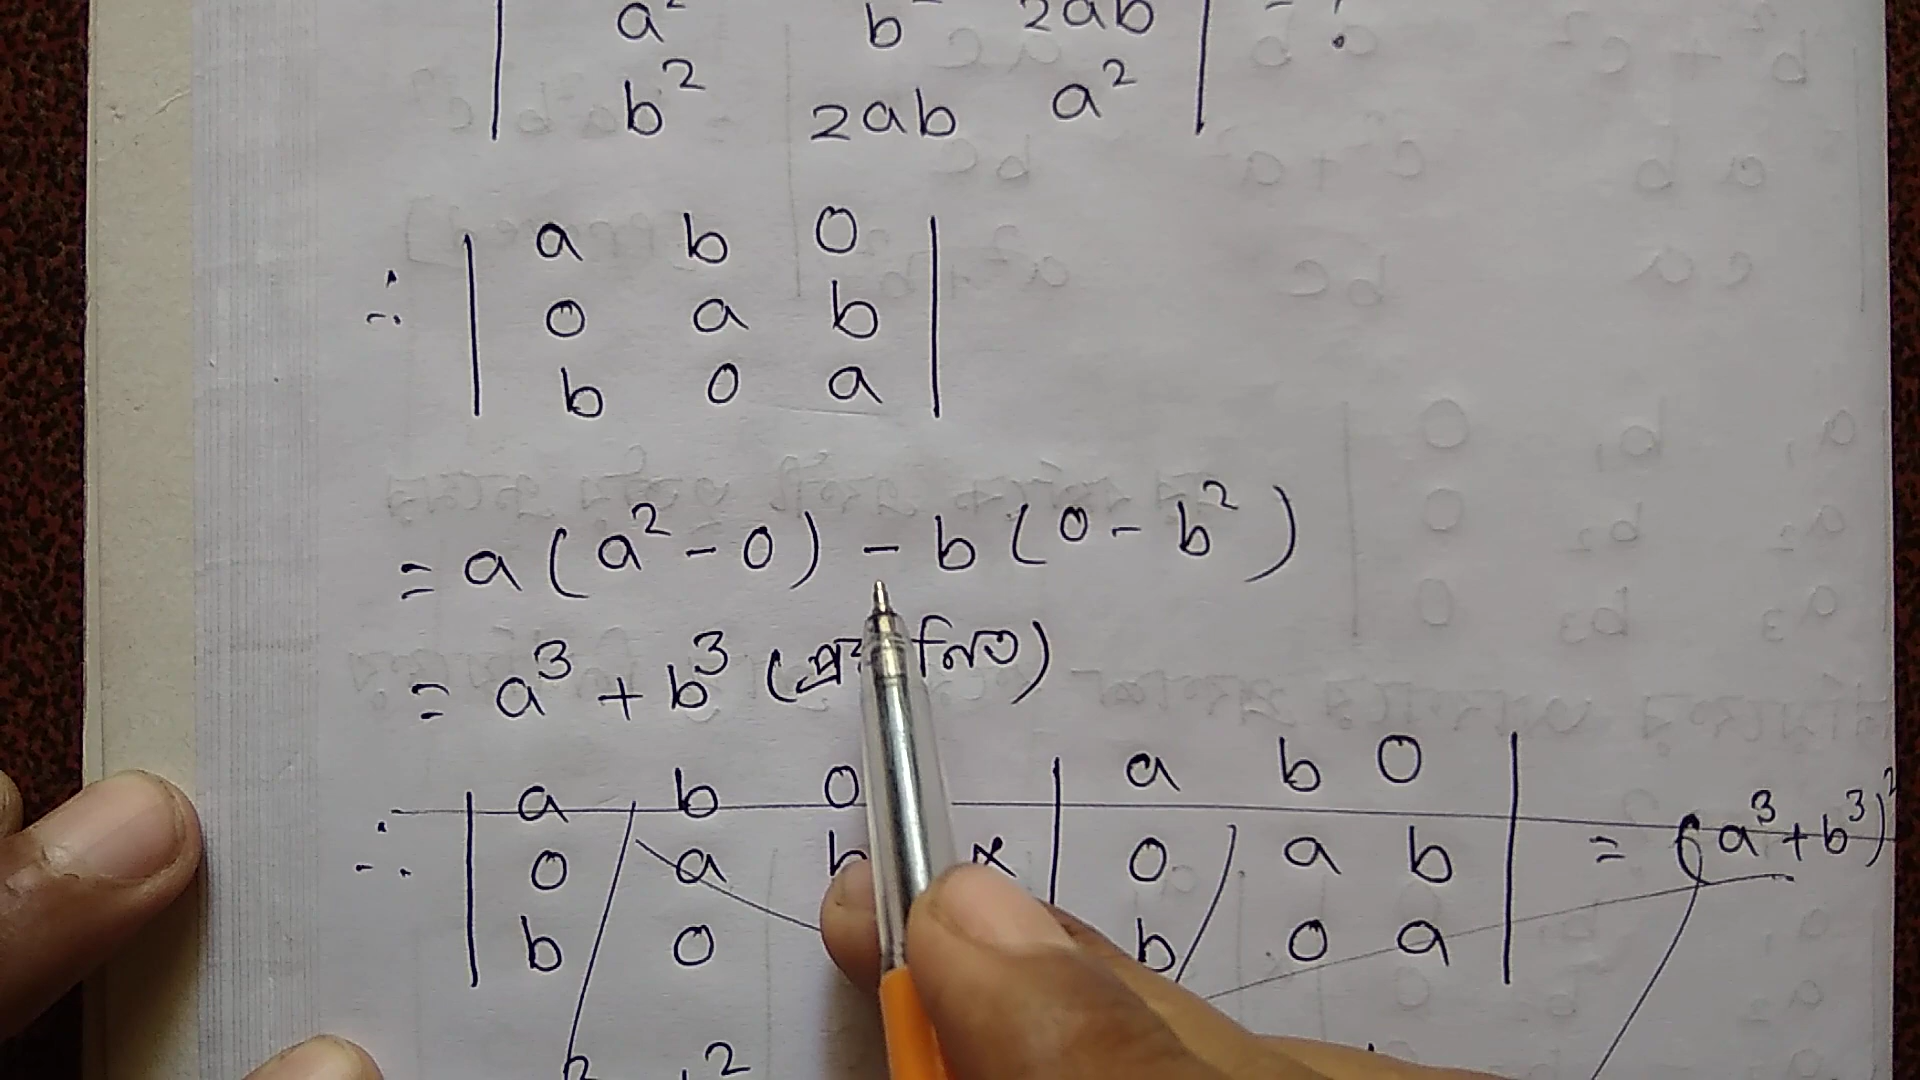 | a² b² 2ab | = ?
| b² 2ab a² |
∴ | a b 0 |
| 0 a b |
| b 0 a |
= a ( a² - 0 ) - b ( 0 - b² )
= a³ + b³
∴ | a b 0 | a b 0 |
| 0 a b × | 0 a b | = ( a³ + b³ )²
| b 0 | b 0 a |